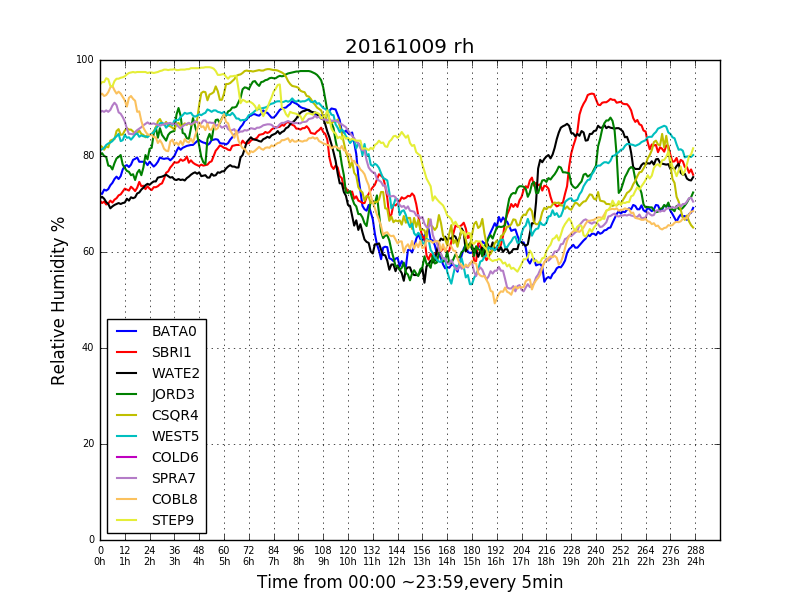 20161009 rh
100
80
60
40
20
0
Relative Humidity %
BATA0
SBRI1
WATE2
JORD3
CSQR4
WEST5
COLD6
SPRA7
COBL8
STEP9
0 12 24 36 48 60 72 84 96 108 120 132 144 156 168 180 192 204 216 228 240 252 264 276 288
0h 1h 2h 3h 4h 5h 6h 7h 8h 9h 10h 11h 12h 13h 14h 15h 16h 17h 18h 19h 20h 21h 22h 23h 24h
Time from 00:00 ~23:59,every 5min